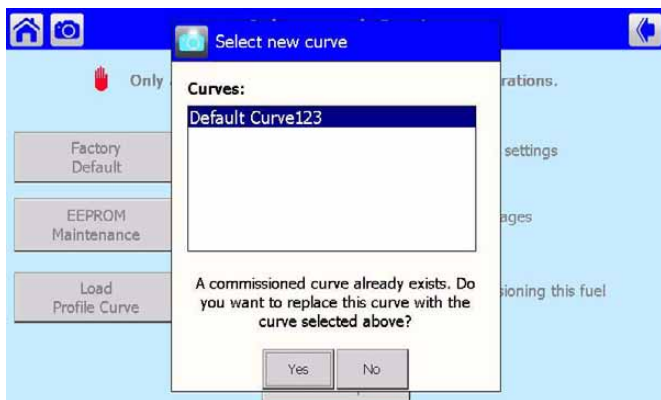 Select new curve
Only
rations.
Curves:
Default Curve123
Factory
Default
settings
EEPROM
Maintenance
ages
Load
Profile Curve
sioning this fuel
A commissioned curve already exists. Do
you want to replace this curve with the
curve selected above?
Yes
No